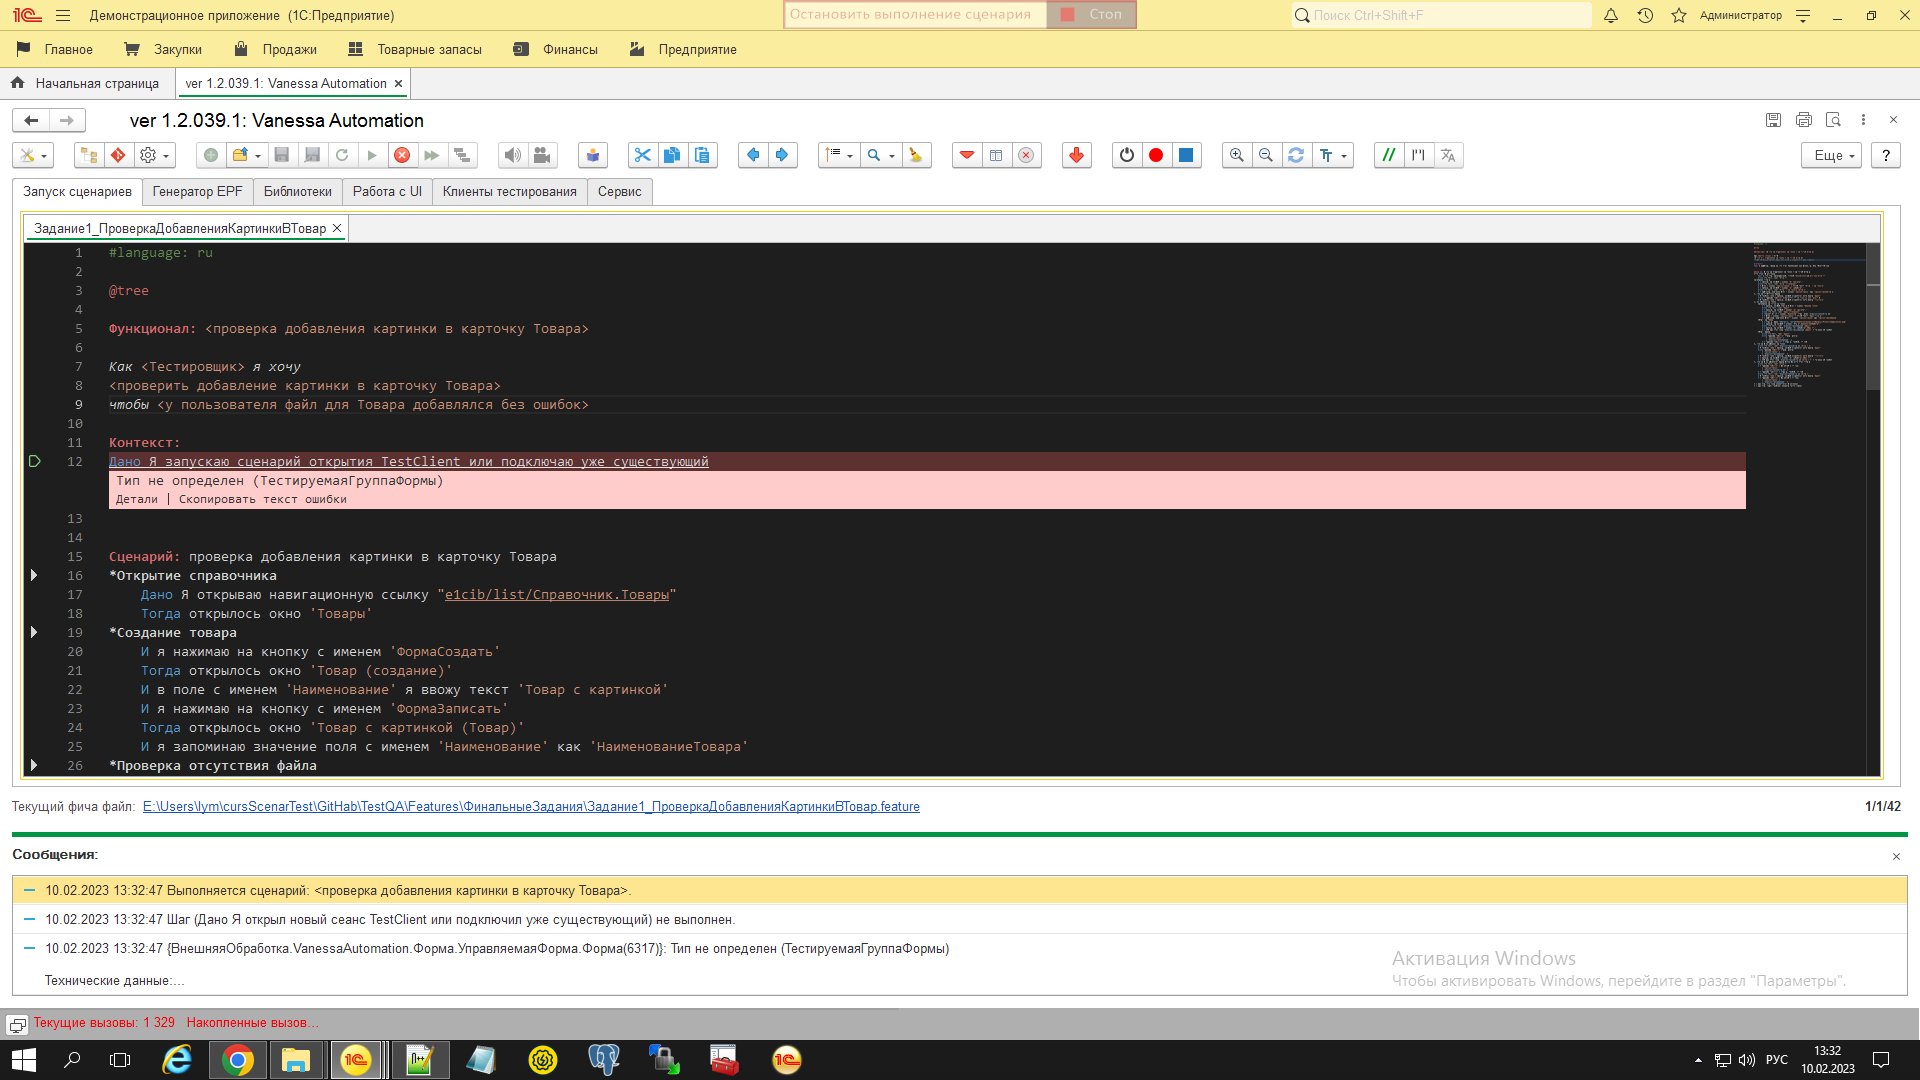 Демонстрационное приложение (1С:Предприятие)
Остановить выполнение сценария Стоп
Поиск Ctrl+Shift+F
Администратор
Главное Закупки Продажи Товарные запасы Финансы Предприятие
Начальная страница ver 1.2.039.1: Vanessa Automation
ver 1.2.039.1: Vanessa Automation
Еще ?
Запуск сценариев Генератор EPF Библиотеки Работа с UI Клиенты тестирования Сервис
Задание1_ПроверкаДобавленияКартинкиВТовар
1 #language: ru
2
3 @tree
4
5 Функционал: <проверка добавления картинки в карточку Товара>
6
7 Как <Тестировщик> я хочу
8 <проверить добавление картинки в карточку Товара>
9 чтобы <у пользователя файл для Товара добавлялся без ошибок>
10
11 Контекст:
12 Дано Я запускаю сценарий открытия TestClient или подключаю уже существующий
Тип не определен (ТестируемаяГруппаФормы)
Детали | Скопировать текст ошибки
13
14
15 Сценарий: проверка добавления картинки в карточку Товара
16 *Открытие справочника
17 Дано Я открываю навигационную ссылку "e1cib/list/Справочник.Товары"
18 Тогда открылось окно 'Товары'
19 *Создание товара
20 И я нажимаю на кнопку с именем 'ФормаСоздать'
21 Тогда открылось окно 'Товар (создание)'
22 И в поле с именем 'Наименование' я ввожу текст 'Товар с картинкой'
23 И я нажимаю на кнопку с именем 'ФормаЗаписать'
24 Тогда открылось окно 'Товар с картинкой (Товар)'
25 И я запоминаю значение поля с именем 'Наименование' как 'НаименованиеТовара'
26 *Проверка отсутствия файла
Текущий фича файл: E:\Users\lym\cursScenarTest\GitHab\TestQA\Features\ФинальныеЗадания\Задание1_ПроверкаДобавленияКартинкиВТовар.feature 1/1/42
Сообщения:
10.02.2023 13:32:47 Выполняется сценарий: <проверка добавления картинки в карточку Товара>.
10.02.2023 13:32:47 Шаг (Дано Я открыл новый сеанс TestClient или подключил уже существующий) не выполнен.
10.02.2023 13:32:47 {ВнешняяОбработка.VanessaAutomation.Форма.УправляемаяФорма.Форма(6317)}: Тип не определен (ТестируемаяГруппаФормы)
Технические данные:...
Активация Windows
Чтобы активировать Windows, перейдите в раздел "Параметры".
Текущие вызовы: 1 329 Накопленные вызов...
РУС
13:32
10.02.2023